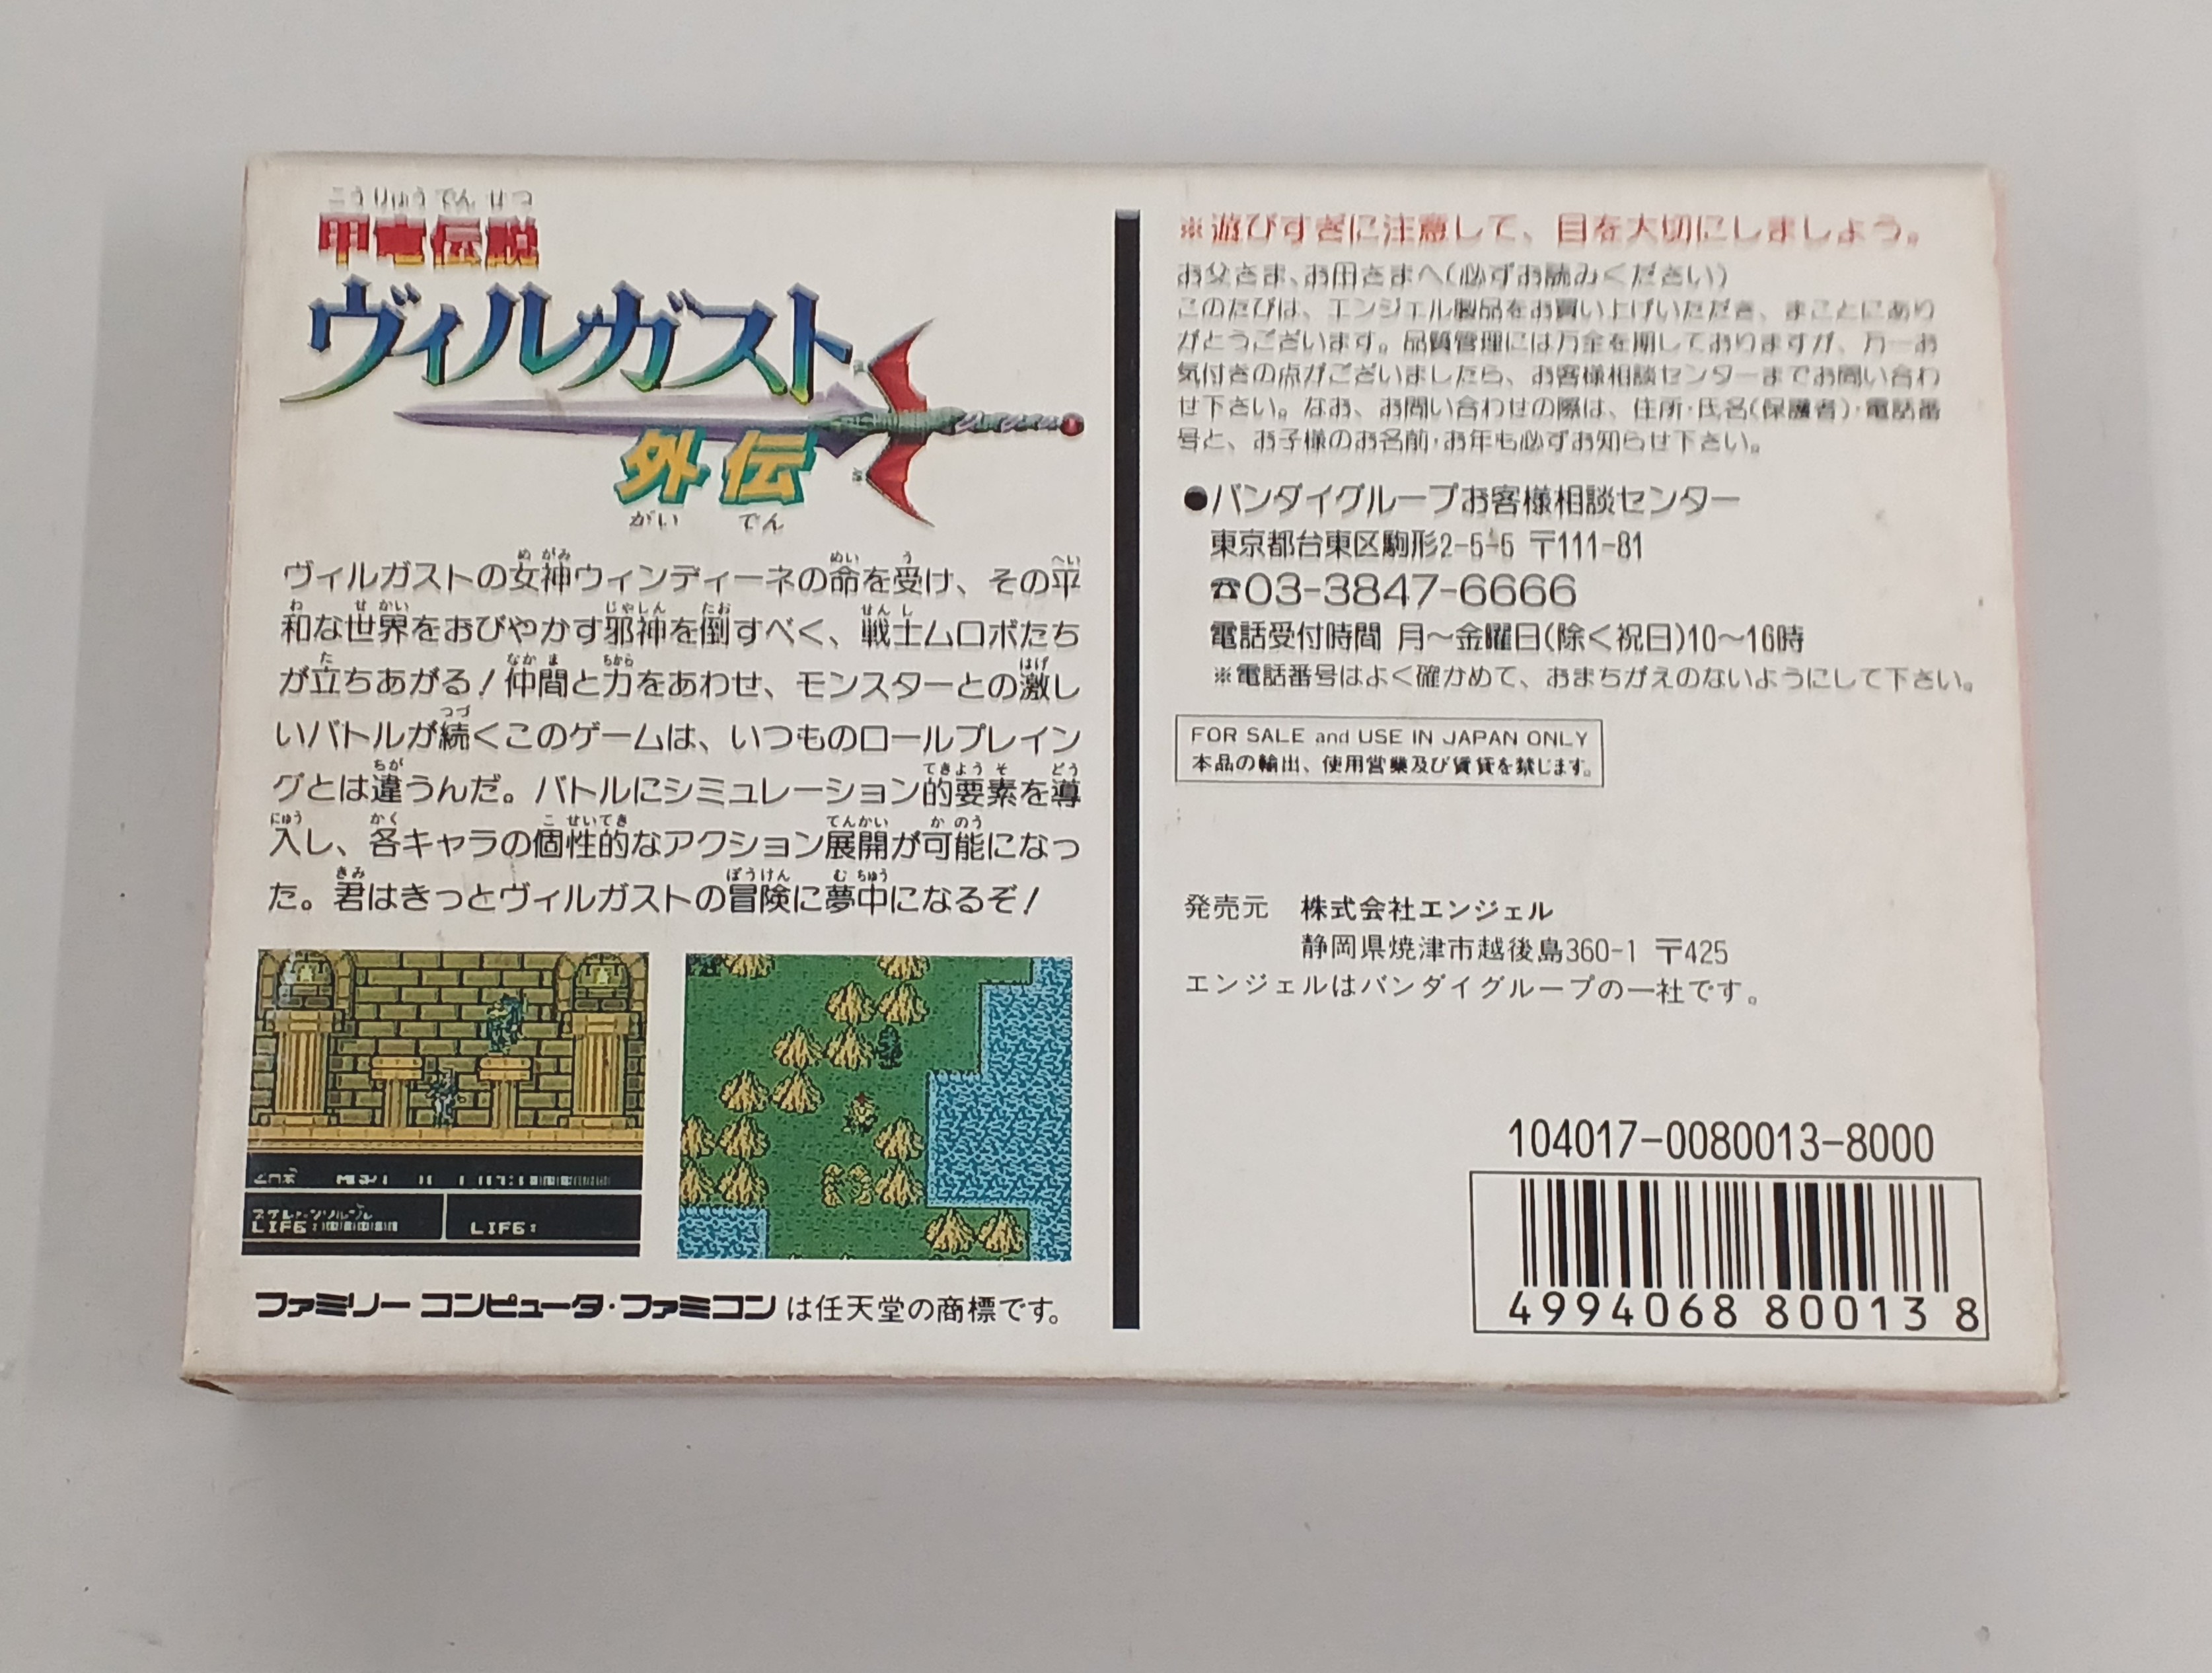 こうりゅうでんせつ
甲竜伝説
ヴィルガスト
外伝
がい でん
ヴィルガストの女神ウィンディーネの命を受け、その平
和な世界をおびやかす邪神を倒すべく、戦士ムロボたち
が立ちあがる!仲間と力をあわせ、モンスターとの激し
いバトルが続くこのゲームは、いつものロールプレイン
グとは違うんだ。バトルにシミュレーション的要素を導
入し、各キャラの個性的なアクション展開が可能になっ
た。君はきっとヴィルガストの冒険に夢中になるぞ!
ムロボ
スケルトンソルジャ
LIFE:
LIFE:
ファミリーコンピュータ・ファミコンは任天堂の商標です。
※遊びすぎに注意して、目を大切にしましょう。
お父さま、お母さまへ(必ずお読みください)
このたびは、エンジェル製品をお買い上げいただき、まことにあり
がとうございます。品質管理には万全を期しておりますが、万一お
気付きの点がございましたら、お客様相談センターまでお問い合わ
せ下さい。なお、お問い合わせの際は、住所・氏名(保護者)・電話番
号と、お子様のお名前・お年も必ずお知らせ下さい。
●バンダイグループお客様相談センター
東京都台東区駒形2-5-5 〒111-81
☎03-3847-6666
電話受付時間 月〜金曜日(除く祝日)10〜16時
※電話番号はよく確かめて、おまちがえのないようにして下さい。
FOR SALE and USE IN JAPAN ONLY
本品の輸出、使用営業及び賃貸を禁じます。
発売元 株式会社エンジェル
静岡県焼津市越後島360-1 〒425
エンジェルはバンダイグループの一社です。
104017-0080013-8000
4994068 80013 8